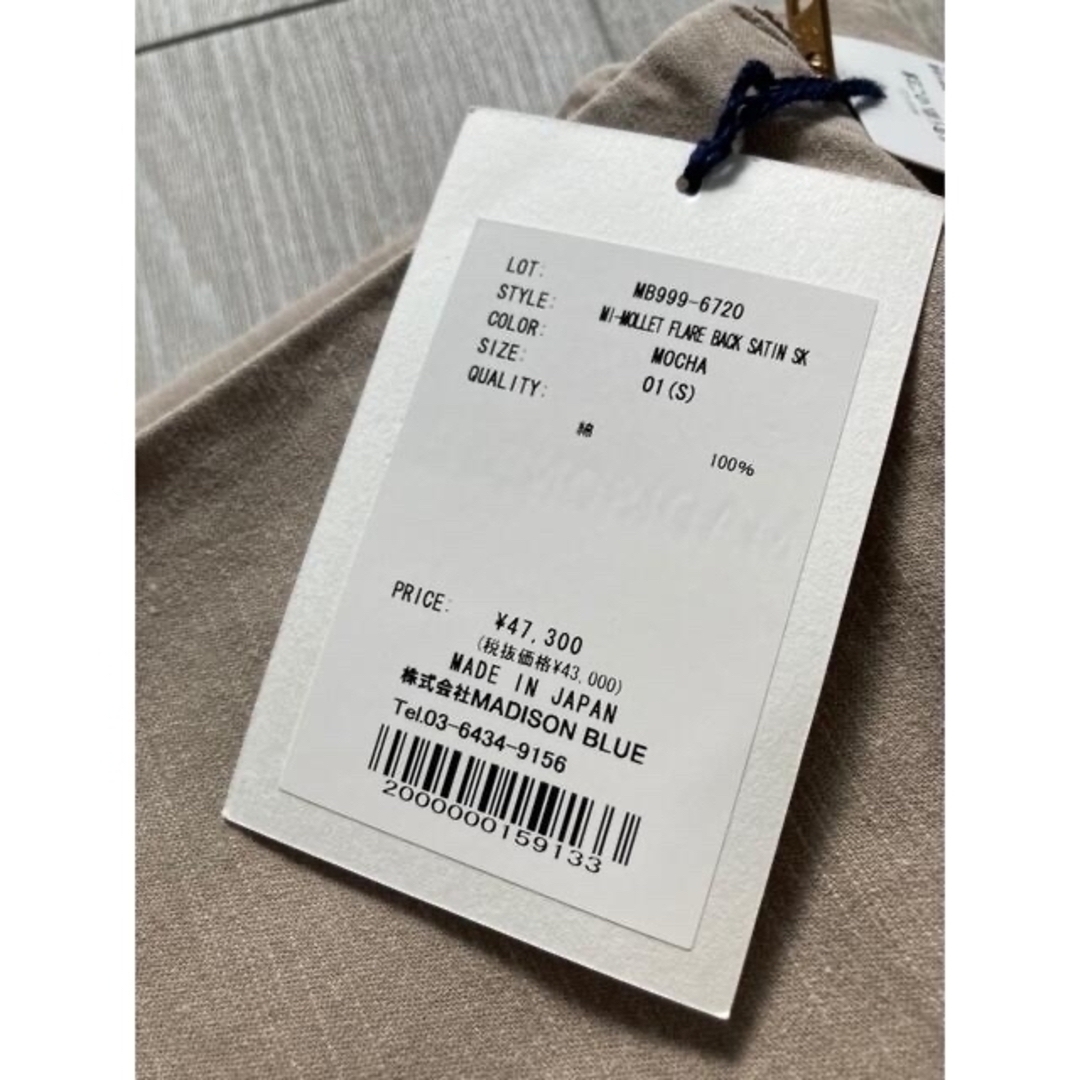 LOT: MB999-6720
STYLE: MI-MOLLET FLARE BACK SATIN SK
COLOR: MOCHA
SIZE: 01(S)
QUALITY:
綿 100%
PRICE: ¥47,300
(税抜価格¥43,000)
MADE IN JAPAN
株式会社MADISON BLUE
Tel.03-6434-9156
2000000159133